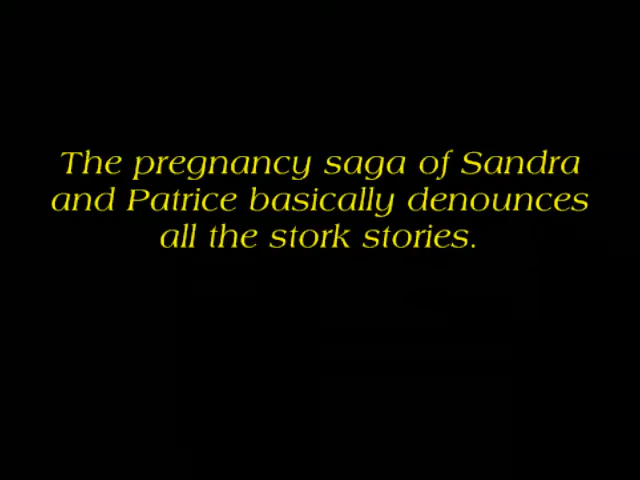 The pregnancy saga of Sandra
and Patrice basically denounces
all the stork stories.